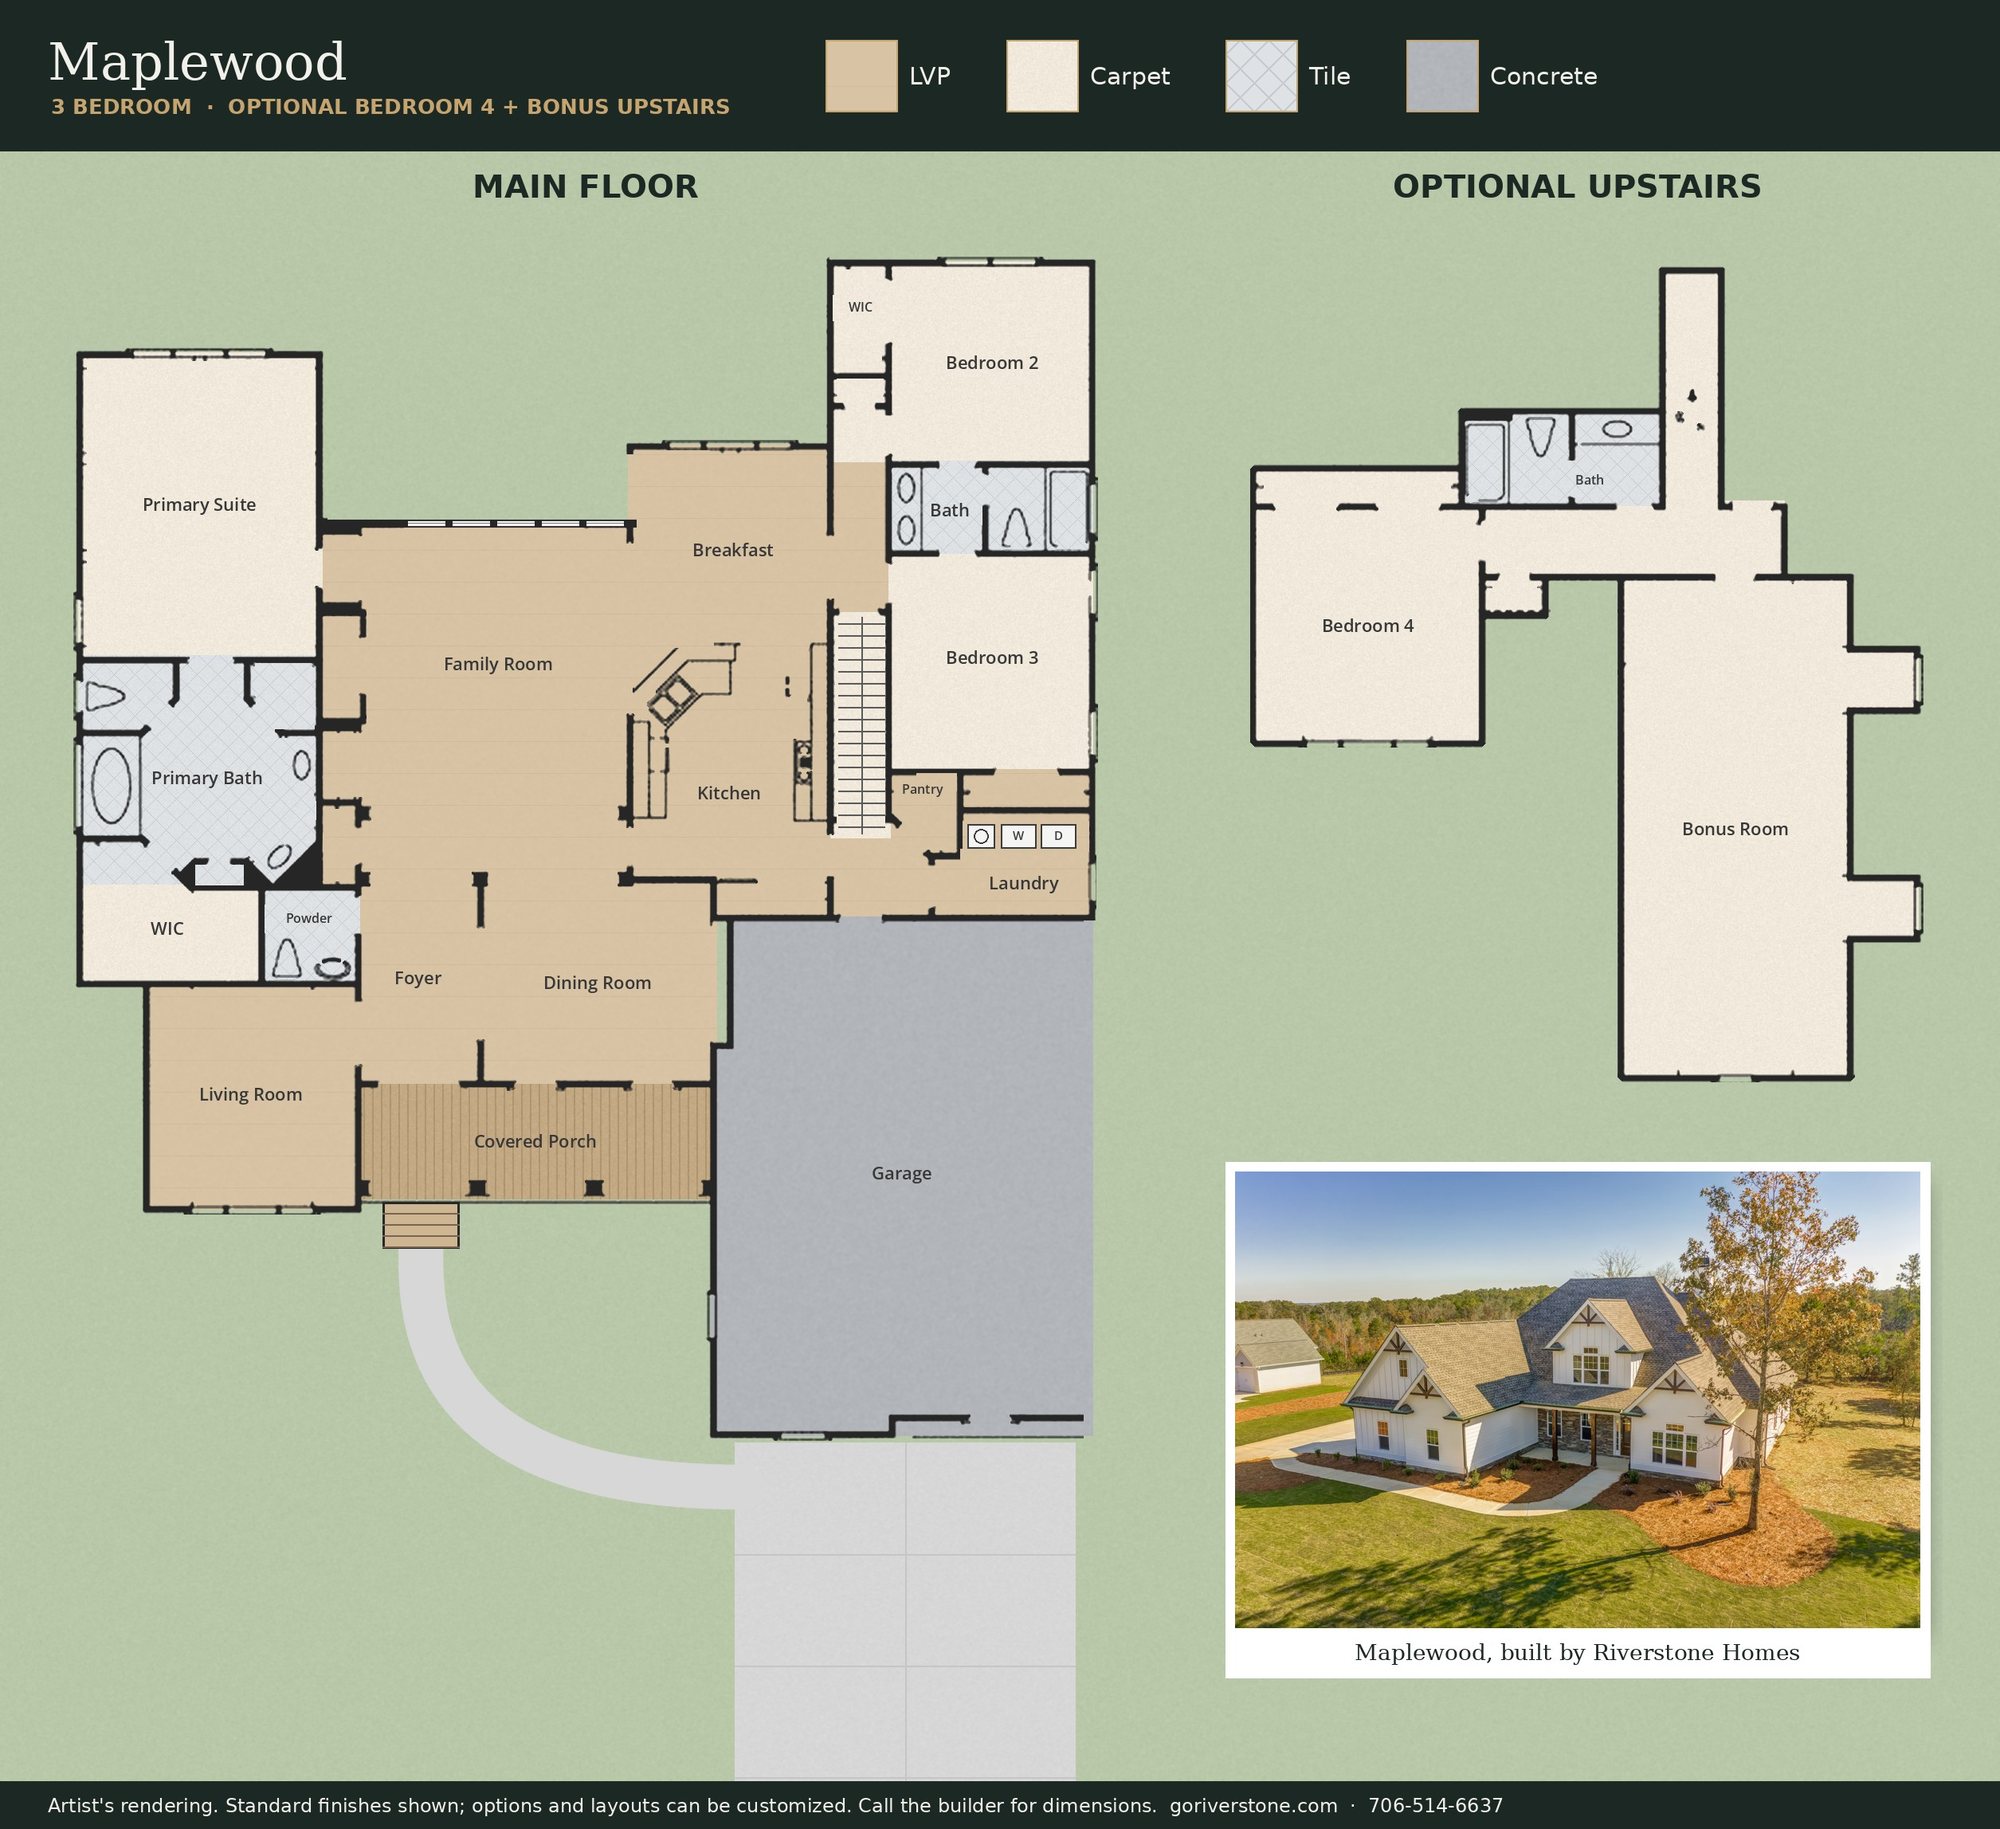 Maplewood
3 BEDROOM · OPTIONAL BEDROOM 4 + BONUS UPSTAIRS
LVP
Carpet
Tile
Concrete
MAIN FLOOR
OPTIONAL UPSTAIRS
WIC
Bedroom 2
Primary Suite
Bath
Breakfast
Family Room
Bedroom 3
Primary Bath
Kitchen
Pantry
W
D
Laundry
WIC
Powder
Foyer
Dining Room
Living Room
Covered Porch
Garage
Bath
Bedroom 4
Bonus Room
Maplewood, built by Riverstone Homes
Artist's rendering. Standard finishes shown; options and layouts can be customized. Call the builder for dimensions. goriverstone.com · 706-514-6637